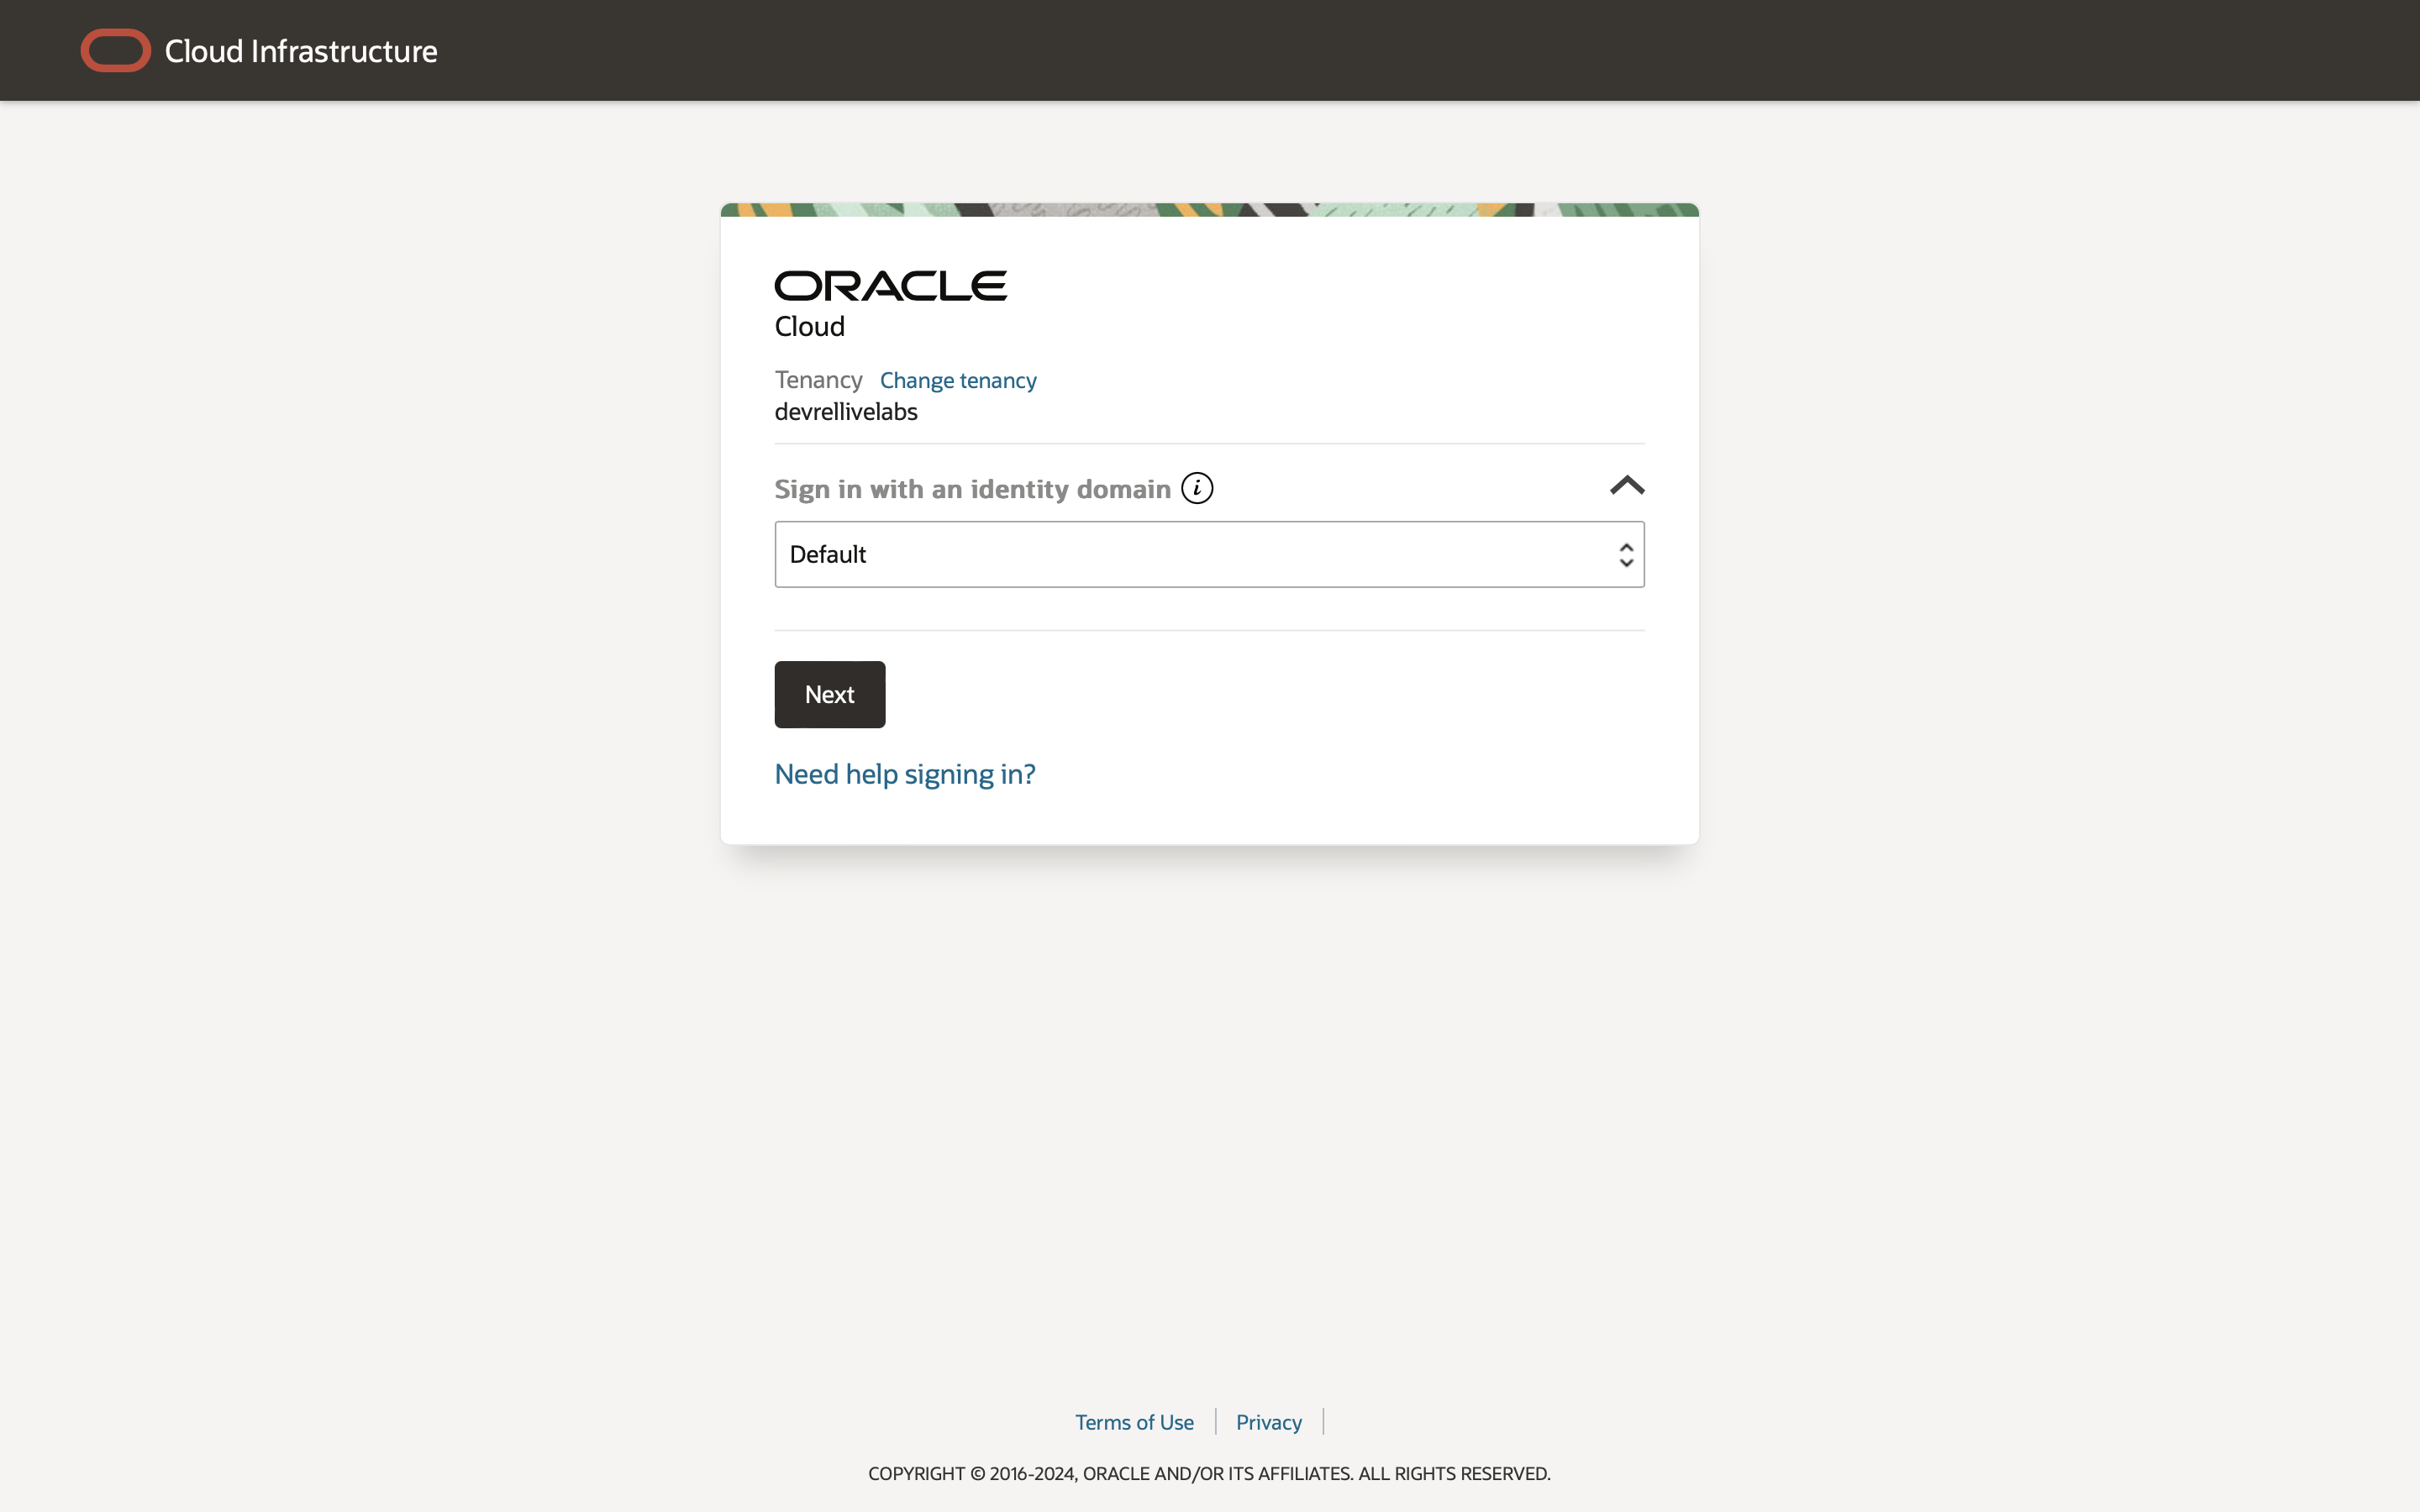 Cloud Infrastructure
ORACLE
Cloud
Tenancy Change tenancy
devrellivelabs
Sign in with an identity domain i
Default
Next
Need help signing in?
Terms of Use Privacy
COPYRIGHT © 2016-2024, ORACLE AND/OR ITS AFFILIATES. ALL RIGHTS RESERVED.